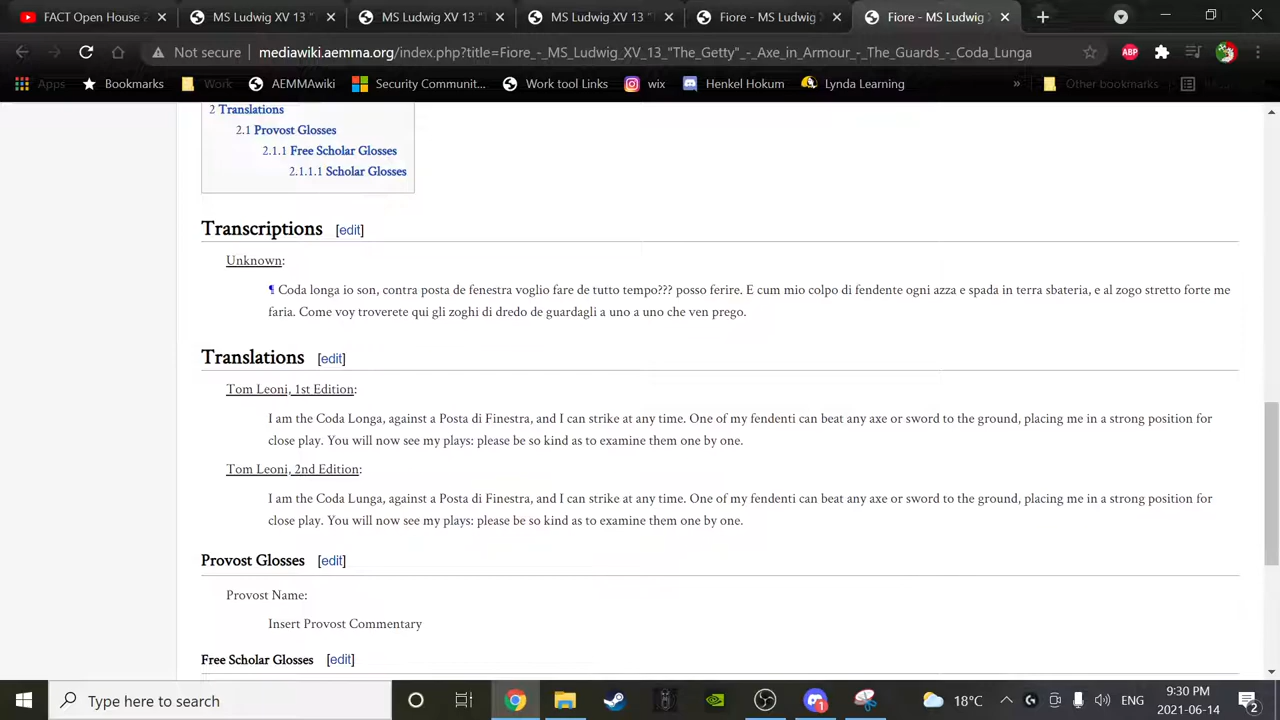 FACT Open House 2
MS Ludwig XV 13 "
MS Ludwig XV 13 "
MS Ludwig XV 13 "
Fiore - MS Ludwig
Fiore - MS Ludwig
Not secure
mediawiki.aemma.org/index.php?title=Fiore_-_MS_Ludwig_XV_13_"The_Getty"_-_Axe_in_Armour_-_The_Guards_-_Coda_Lunga
ABP
Apps
Bookmarks
Work
AEMMAwiki
Security Communit...
Work tool Links
wix
Henkel Hokum
Lynda Learning
»
Other bookmarks
2 Translations
2.1 Provost Glosses
2.1.1 Free Scholar Glosses
2.1.1.1 Scholar Glosses
Transcriptions [edit]
Unknown:
¶ Coda longa io son, contra posta de fenestra voglio fare de tutto tempo??? posso ferire. E cum mio colpo di fendente ogni azza e spada in terra sbateria, e al zogo stretto forte me
faria. Come voy troverete qui gli zoghi di dredo de guardagli a uno a uno che ven prego.
Translations [edit]
Tom Leoni, 1st Edition:
I am the Coda Longa, against a Posta di Finestra, and I can strike at any time. One of my fendenti can beat any axe or sword to the ground, placing me in a strong position for
close play. You will now see my plays: please be so kind as to examine them one by one.
Tom Leoni, 2nd Edition:
I am the Coda Lunga, against a Posta di Finestra, and I can strike at any time. One of my fendenti can beat any axe or sword to the ground, placing me in a strong position for
close play. You will now see my plays: please be so kind as to examine them one by one.
Provost Glosses [edit]
Provost Name:
Insert Provost Commentary
Free Scholar Glosses [edit]
Type here to search
1
18°C
ENG
9:30 PM
2021-06-14
2